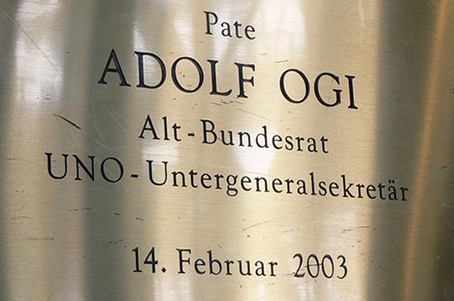 Pate
ADOLF OGI
Alt-Bundesrat
UNO-Untergeneralsekretär
14. Februar 2003